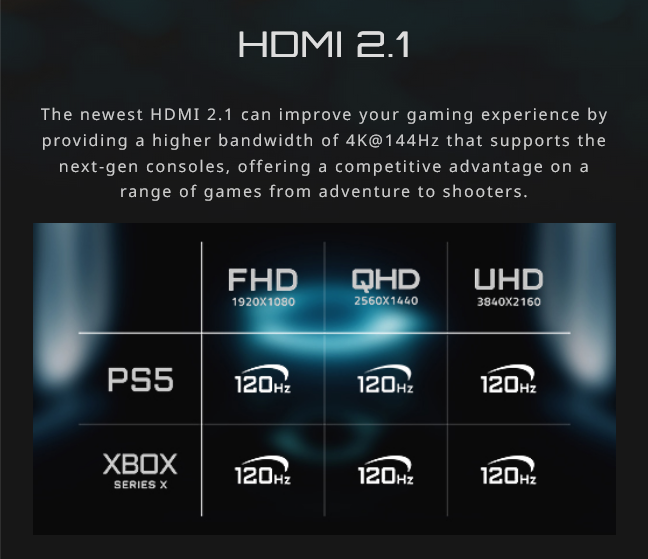 HDMI 2.1
The newest HDMI 2.1 can improve your gaming experience by
providing a higher bandwidth of 4K@144Hz that supports the
next-gen consoles, offering a competitive advantage on a
range of games from adventure to shooters.
FHD QHD UHD
1920X1080 2560X1440 3840X2160
PS5 120Hz 120Hz 120Hz
XBOX 120Hz 120Hz 120Hz
SERIES X